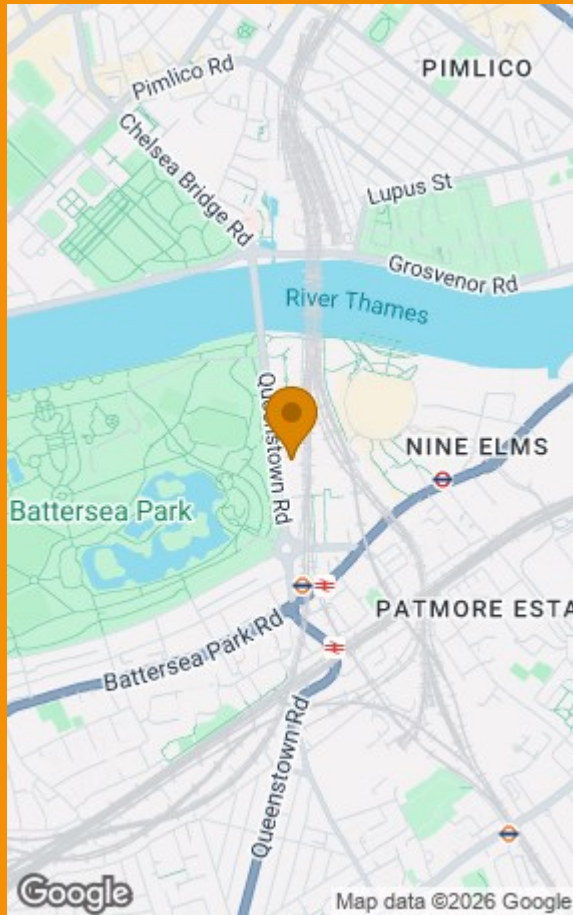 PIMLICO
Pimlico Rd
Chelsea Bridge Rd
Lupus St
Grosvenor Rd
River Thames
Queenstown Rd
NINE ELMS
Battersea Park
PATMORE ESTA
Battersea Park Rd
Queenstown Rd
Google
Map data ©2026 Google